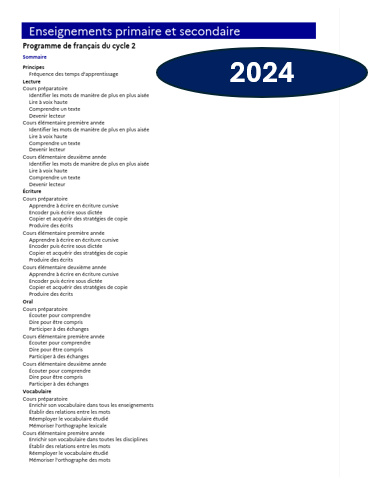 Enseignements primaire et secondaire
Programme de français du cycle 2
2024
Sommaire
Principes
Fréquence des temps d'apprentissage
Lecture
Cours préparatoire
Identifier les mots de manière de plus en plus aisée
Lire à voix haute
Comprendre un texte
Devenir lecteur
Cours élémentaire première année
Identifier les mots de manière de plus en plus aisée
Lire à voix haute
Comprendre un texte
Devenir lecteur
Cours élémentaire deuxième année
Identifier les mots de manière de plus en plus aisée
Lire à voix haute
Comprendre un texte
Devenir lecteur
Écriture
Cours préparatoire
Apprendre à écrire en écriture cursive
Encoder puis écrire sous dictée
Copier et acquérir des stratégies de copie
Produire des écrits
Cours élémentaire première année
Apprendre à écrire en écriture cursive
Encoder puis écrire sous dictée
Copier et acquérir des stratégies de copie
Produire des écrits
Cours élémentaire deuxième année
Apprendre à écrire en écriture cursive
Encoder puis écrire sous dictée
Copier et acquérir des stratégies de copie
Produire des écrits
Oral
Cours préparatoire
Écouter pour comprendre
Dire pour être compris
Participer à des échanges
Cours élémentaire première année
Écouter pour comprendre
Dire pour être compris
Participer à des échanges
Cours élémentaire deuxième année
Écouter pour comprendre
Dire pour être compris
Participer à des échanges
Vocabulaire
Cours préparatoire
Enrichir son vocabulaire dans tous les enseignements
Établir des relations entre les mots
Réemployer le vocabulaire étudié
Mémoriser l'orthographe lexicale
Cours élémentaire première année
Enrichir son vocabulaire dans toutes les disciplines
Établir des relations entre les mots
Réemployer le vocabulaire étudié
Mémoriser l'orthographe des mots